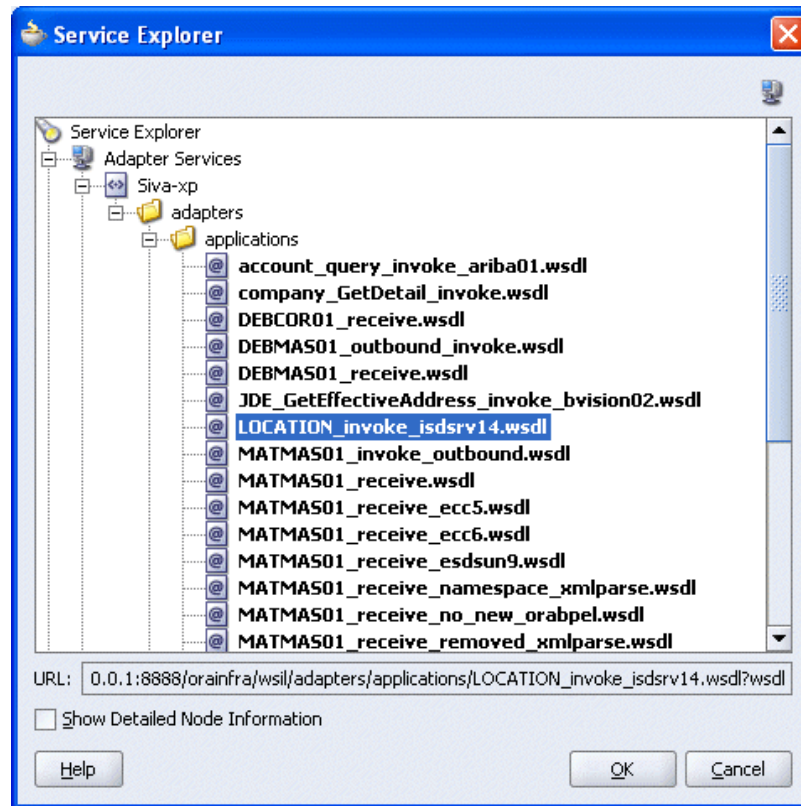 Service Explorer
Service Explorer
Adapter Services
Siva-xp
adapters
applications
account_query_invoke_ariba01.wsdl
company_GetDetail_invoke.wsdl
DEBCOR01_receive.wsdl
DEBMAS01_outbound_invoke.wsdl
DEBMAS01_receive.wsdl
JDE_GetEffectiveAddress_invoke_bvision02.wsdl
LOCATION_invoke_isdsrv14.wsdl
MATMAS01_invoke_outbound.wsdl
MATMAS01_receive.wsdl
MATMAS01_receive_ecc5.wsdl
MATMAS01_receive_ecc6.wsdl
MATMAS01_receive_esdsun9.wsdl
MATMAS01_receive_namespace_xmlparse.wsdl
MATMAS01_receive_no_new_orabpel.wsdl
MATMAS01_receive_removed_xmlparse.wsdl
URL: 0.0.1:8888/orainfra/wsil/adapters/applications/LOCATION_invoke_isdsrv14.wsdl?wsdl
Show Detailed Node Information
Help OK Cancel